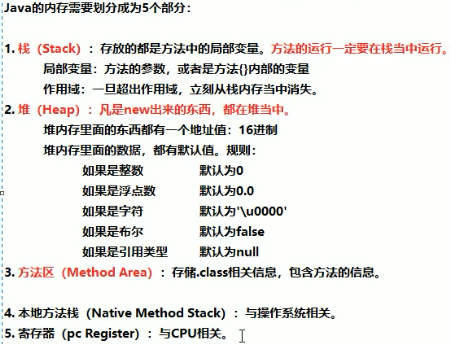 Java的内存需要划分成为5个部分：
1. 栈（Stack）：存放的都是方法中的局部变量。方法的运行一定要在栈当中运行。
局部变量：方法的参数，或者是方法{}内部的变量
作用域：一旦超出作用域，立刻从栈内存当中消失。
2. 堆（Heap）：凡是new出来的东西，都在堆当中。
堆内存里面的东西都有一个地址值：16进制
堆内存里面的数据，都有默认值。规则：
如果是整数 默认为0
如果是浮点数 默认为0.0
如果是字符 默认为'\u0000'
如果是布尔 默认为false
如果是引用类型 默认为null
3. 方法区（Method Area）：存储.class相关信息，包含方法的信息。
4. 本地方法栈（Native Method Stack）：与操作系统相关。
5. 寄存器（pc Register）：与CPU相关。